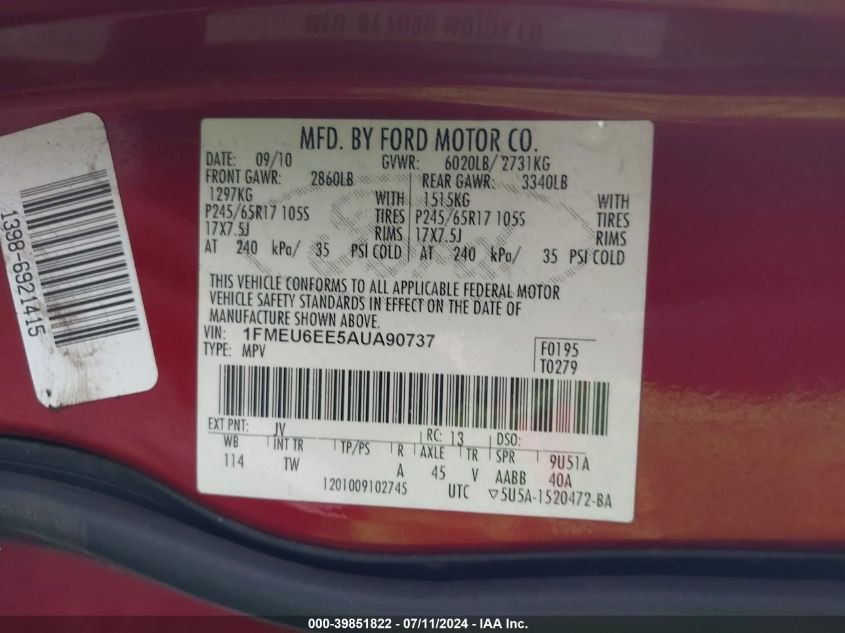 MFD. BY FORD MOTOR CO.
DATE: 09/10 GVWR: 6020LB/ 2731KG
FRONT GAWR: 2860LB REAR GAWR: 3340LB
1297KG WITH 1515KG WITH
P245/65R17 105S TIRES P245/65R17 105S TIRES
17X7.5J RIMS 17X7.5J RIMS
AT 240 kPa/ 35 PSI COLD AT 240 kPa/ 35 PSI COLD
THIS VEHICLE CONFORMS TO ALL APPLICABLE FEDERAL MOTOR
VEHICLE SAFETY STANDARDS IN EFFECT ON THE DATE OF
MANUFACTURE SHOWN ABOVE.
VIN: 1FMEU6EE5AUA90737 F0195
TYPE: MPV T0279
EXT PNT: JV RC: 13 DSO:
WB INT TR TP/PS R AXLE TR SPR 9U51A
114 TW A 45 V AABB 40A
1201009102745 UTC ▽5U5A-1520472-BA
1398-6921415
000-39851822 / 07/11/2024 - IAA Inc.